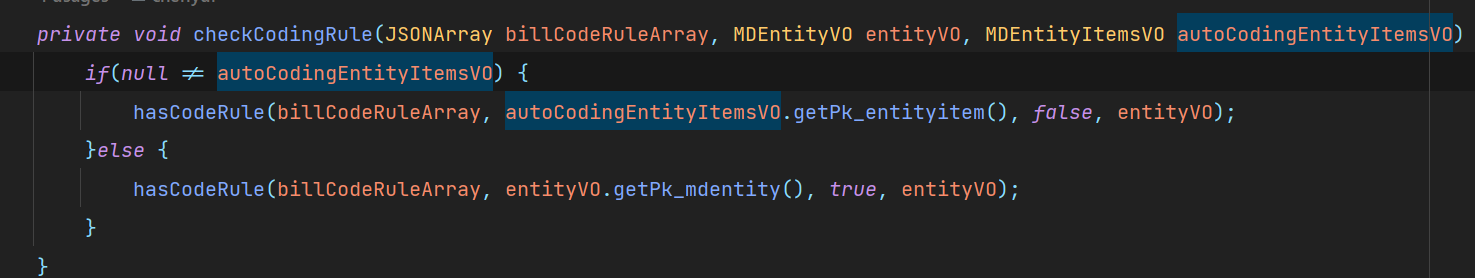 private void checkCodingRule(JSONArray billCodeRuleArray, MDEntityVO entityVO, MDEntityItemsVO autoCodingEntityItemsVO)
if(null ≠ autoCodingEntityItemsVO) {
hasCodeRule(billCodeRuleArray, autoCodingEntityItemsVO.getPk_entityitem(), false, entityVO);
}else {
hasCodeRule(billCodeRuleArray, entityVO.getPk_mdentity(), true, entityVO);
}
}